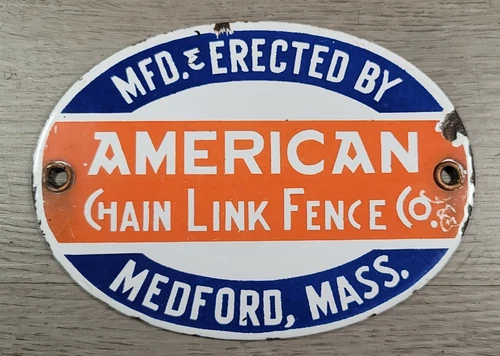 MFD. & ERECTED BY
AMERICAN
CHAIN LINK FENCE CO.
MEDFORD, MASS.